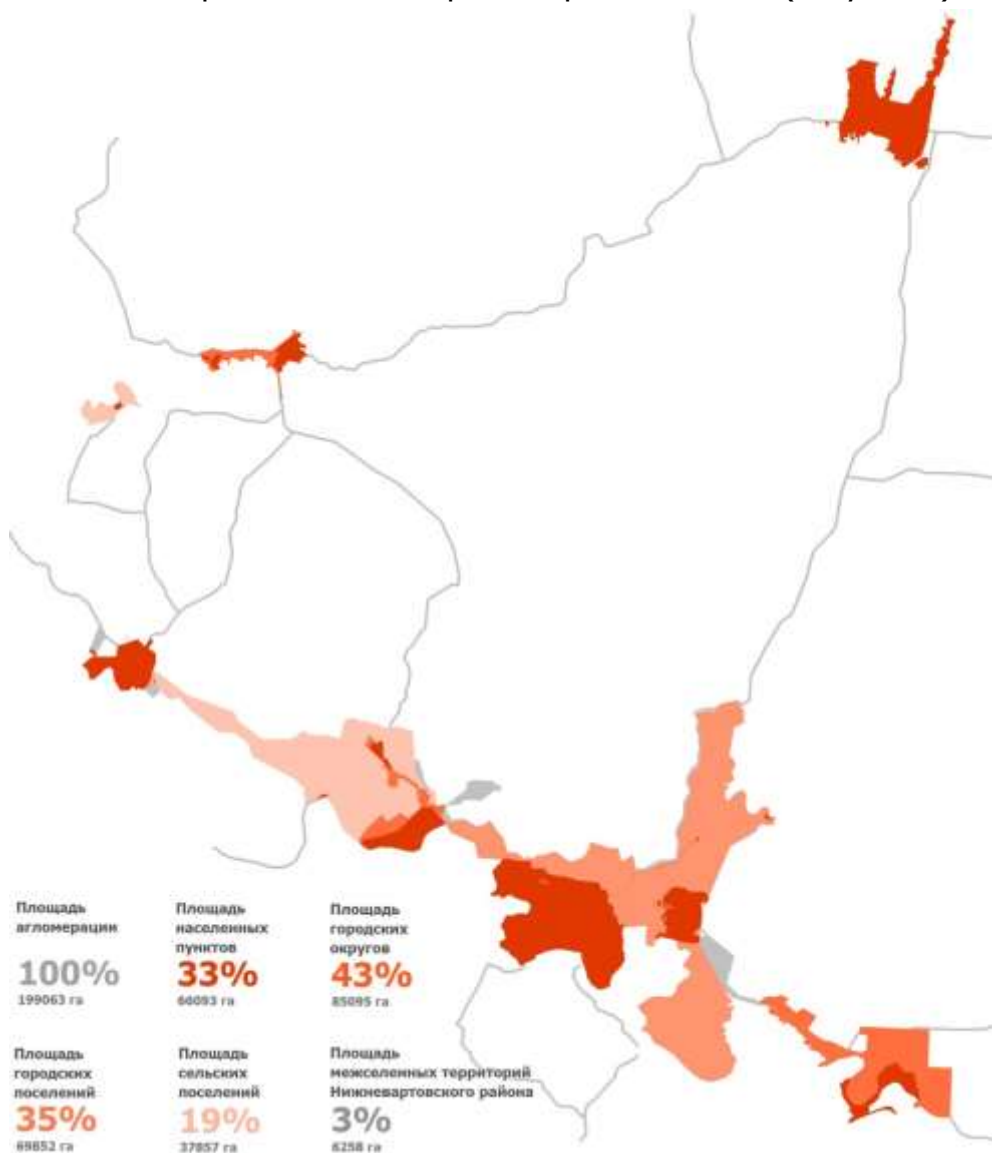 Площадь
агломерации
100%
199063 га
Площадь
населенных
пунктов
33%
66093 га
Площадь
городских
округов
43%
85095 га
Площадь
городских
поселений
35%
69852 га
Площадь
сельских
поселений
19%
37857 га
Площадь
межселенных территорий
Нижневартовского района
3%
6258 га